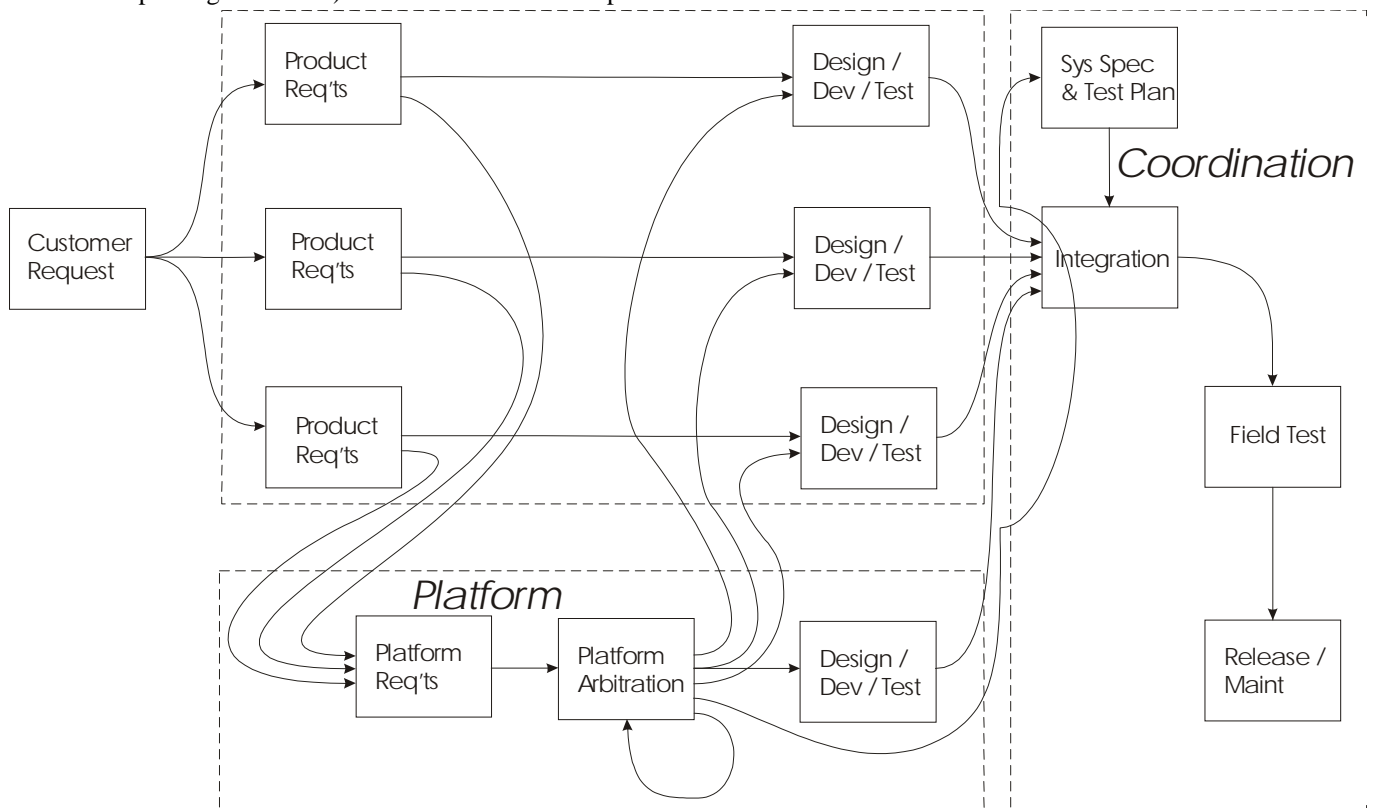 Product
Req'ts
Design /
Dev / Test
Sys Spec
& Test Plan
Coordination
Customer
Request
Product
Req'ts
Design /
Dev / Test
Integration
Product
Req'ts
Design /
Dev / Test
Field Test
Platform
Platform
Req'ts
Platform
Arbitration
Design /
Dev / Test
Release /
Maint